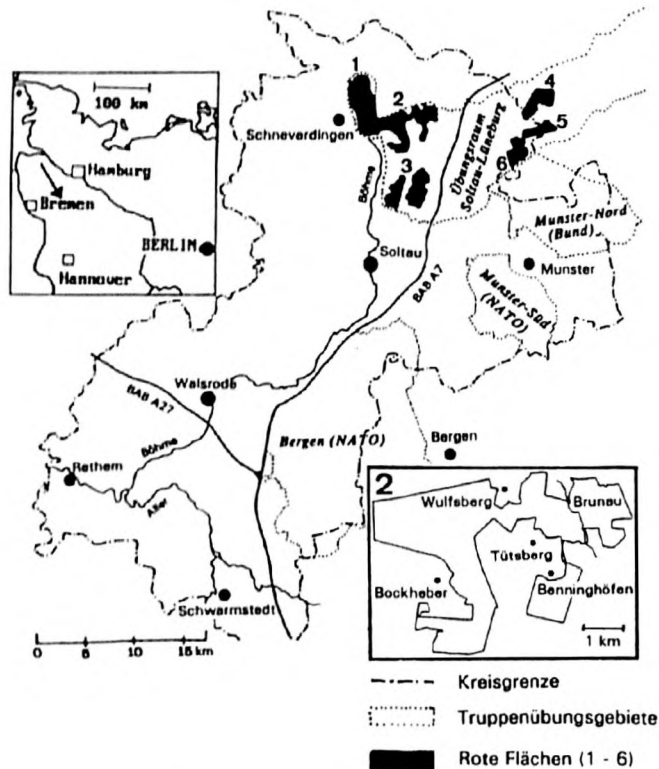 100 km
Hamburg
Bremen
BERLIN
Hannover
1
2
3
4
5
6
Schneverdingen
Böhme
Übungsraum
Soltau-Lüneburg
Munster-Nord
(Bund)
Munster
Soltau
BAB A7
Munster-Süd
(NATO)
Walsrode
BAB A27
Böhme
Bergen (NATO)
Bergen
Rethem
Aller
Schwarmstedt
0 5 10 15 km
2
Wulfsberg
Brunau
Tütsberg
Bockheber
Benninghöfen
1 km
Kreisgrenze
Truppenübungsgebiete
Rote Flächen (1 - 6)